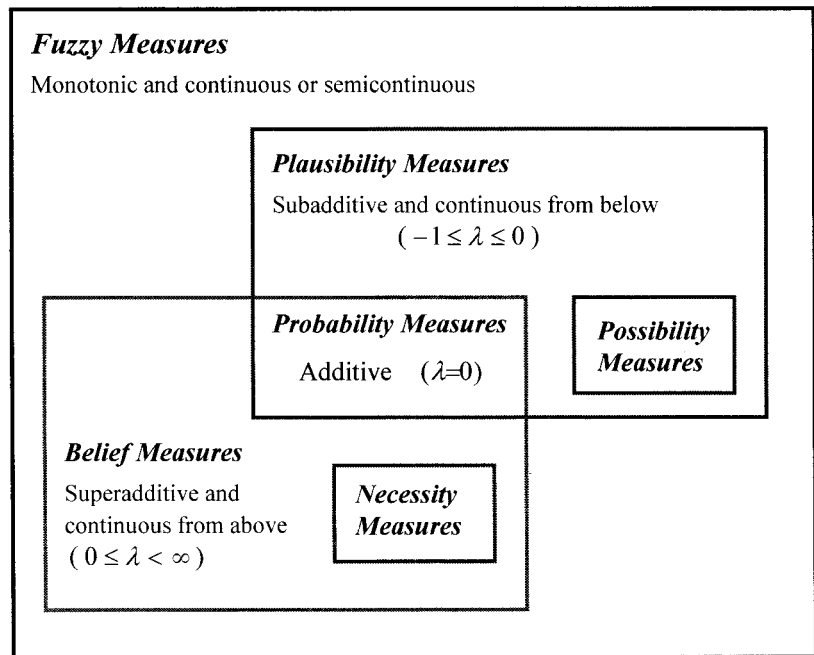 Fuzzy Measures
Monotonic and continuous or semicontinuous
Plausibility Measures
Subadditive and continuous from below
( −1 ≤ λ ≤ 0 )
Probability Measures
Additive (λ=0)
Possibility
Measures
Belief Measures
Superadditive and
continuous from above
( 0 ≤ λ < ∞ )
Necessity
Measures